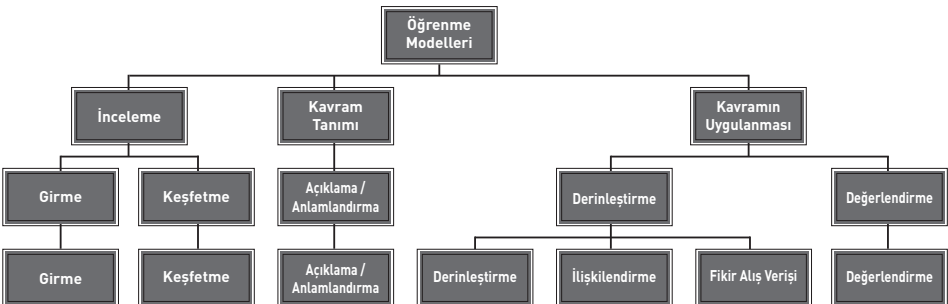 Öğrenme
Modelleri
İnceleme
Kavram
Tanımı
Kavramın
Uygulanması
Girme
Keşfetme
Açıklama /
Anlamlandırma
Derinleştirme
Değerlendirme
Girme
Keşfetme
Açıklama /
Anlamlandırma
Derinleştirme
İlişkilendirme
Fikir Alış Verişi
Değerlendirme